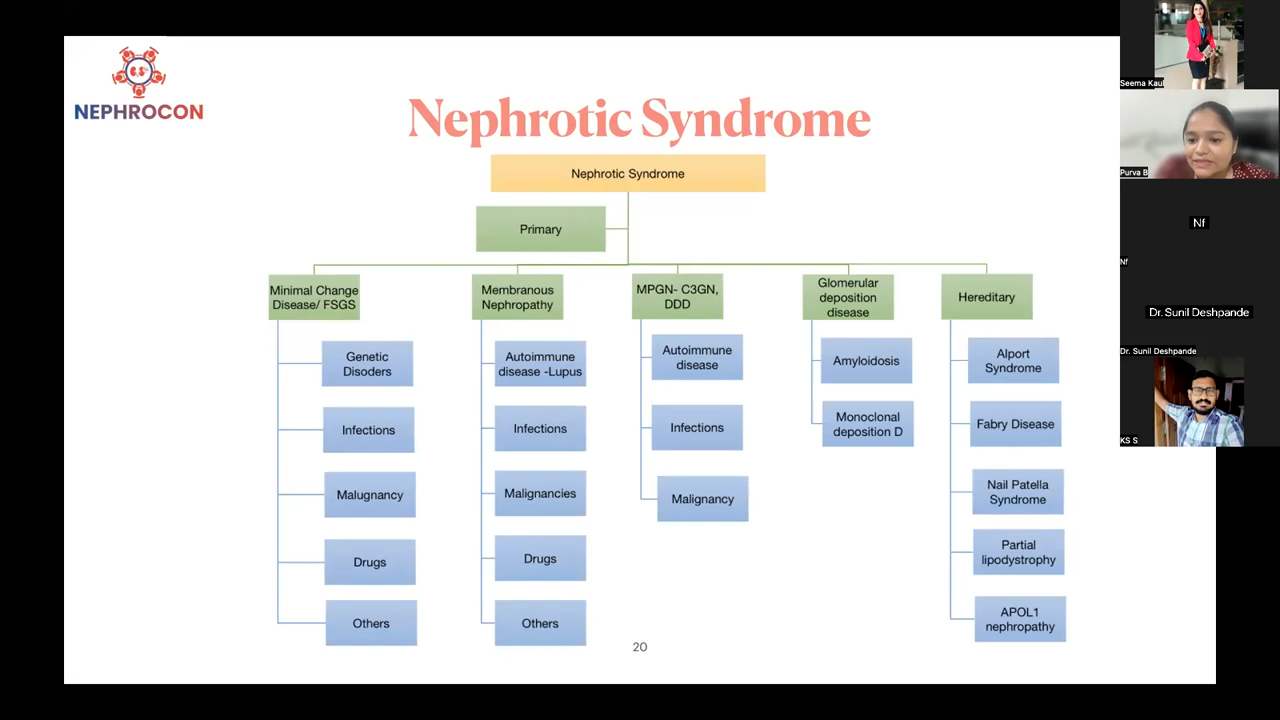 NEPHROCON
Nephrotic Syndrome
Nephrotic Syndrome
Primary
Minimal Change
Disease/ FSGS
Genetic
Disoders
Infections
Malugnancy
Drugs
Others
Membranous
Nephropathy
Autoimmune
disease -Lupus
Infections
Malignancies
Drugs
Others
MPGN- C3GN,
DDD
Autoimmune
disease
Infections
Malignancy
Glomerular
deposition
disease
Amyloidosis
Monoclonal
deposition D
Hereditary
Alport
Syndrome
Fabry Disease
Nail Patella
Syndrome
Partial
lipodystrophy
APOL1
nephropathy
20
Seema Kaul
Purva B
Nf
Nf
Dr. Sunil Deshpande
Dr. Sunil Deshpande
KS S